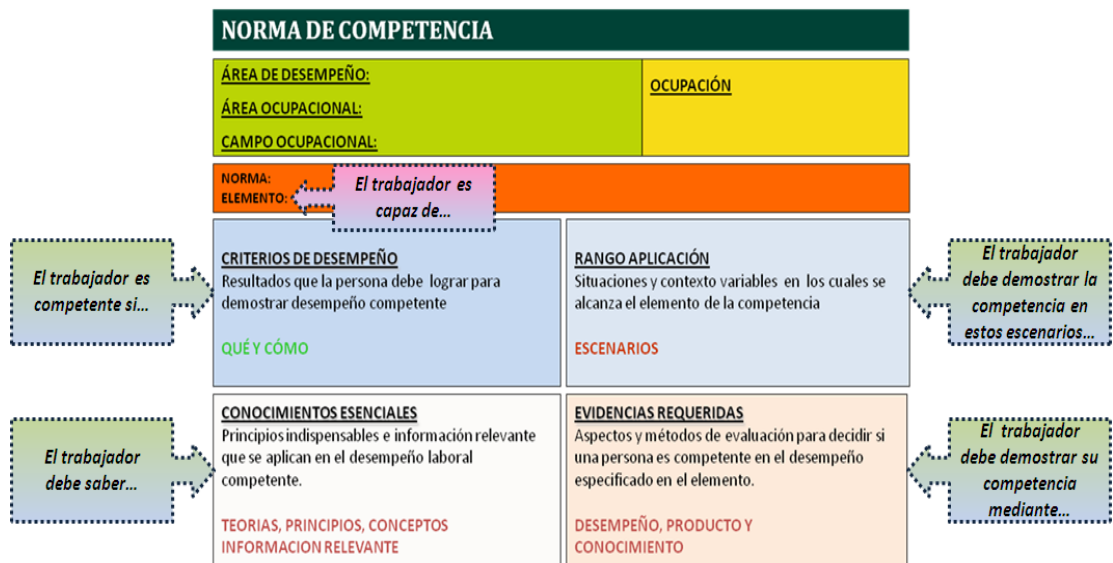 NORMA DE COMPETENCIA
ÁREA DE DESEMPEÑO:
ÁREA OCUPACIONAL:
CAMPO OCUPACIONAL:
OCUPACIÓN
NORMA:
ELEMENTO:
El trabajador es
capaz de...
El trabajador es
competente si...
CRITERIOS DE DESEMPEÑO
Resultados que la persona debe lograr para
demostrar desempeño competente
QUÉ Y CÓMO
RANGO APLICACIÓN
Situaciones y contexto variables en los cuales se
alcanza el elemento de la competencia
ESCENARIOS
El trabajador
debe demostrar la
competencia en
estos escenarios...
El trabajador
debe saber...
CONOCIMIENTOS ESENCIALES
Principios indispensables e información relevante
que se aplican en el desempeño laboral
competente.
TEORIAS, PRINCIPIOS, CONCEPTOS
INFORMACION RELEVANTE
EVIDENCIAS REQUERIDAS
Aspectos y métodos de evaluación para decidir si
una persona es competente en el desempeño
especificado en el elemento.
DESEMPEÑO, PRODUCTO Y
CONOCIMIENTO
El trabajador
debe demostrar su
competencia
mediante...